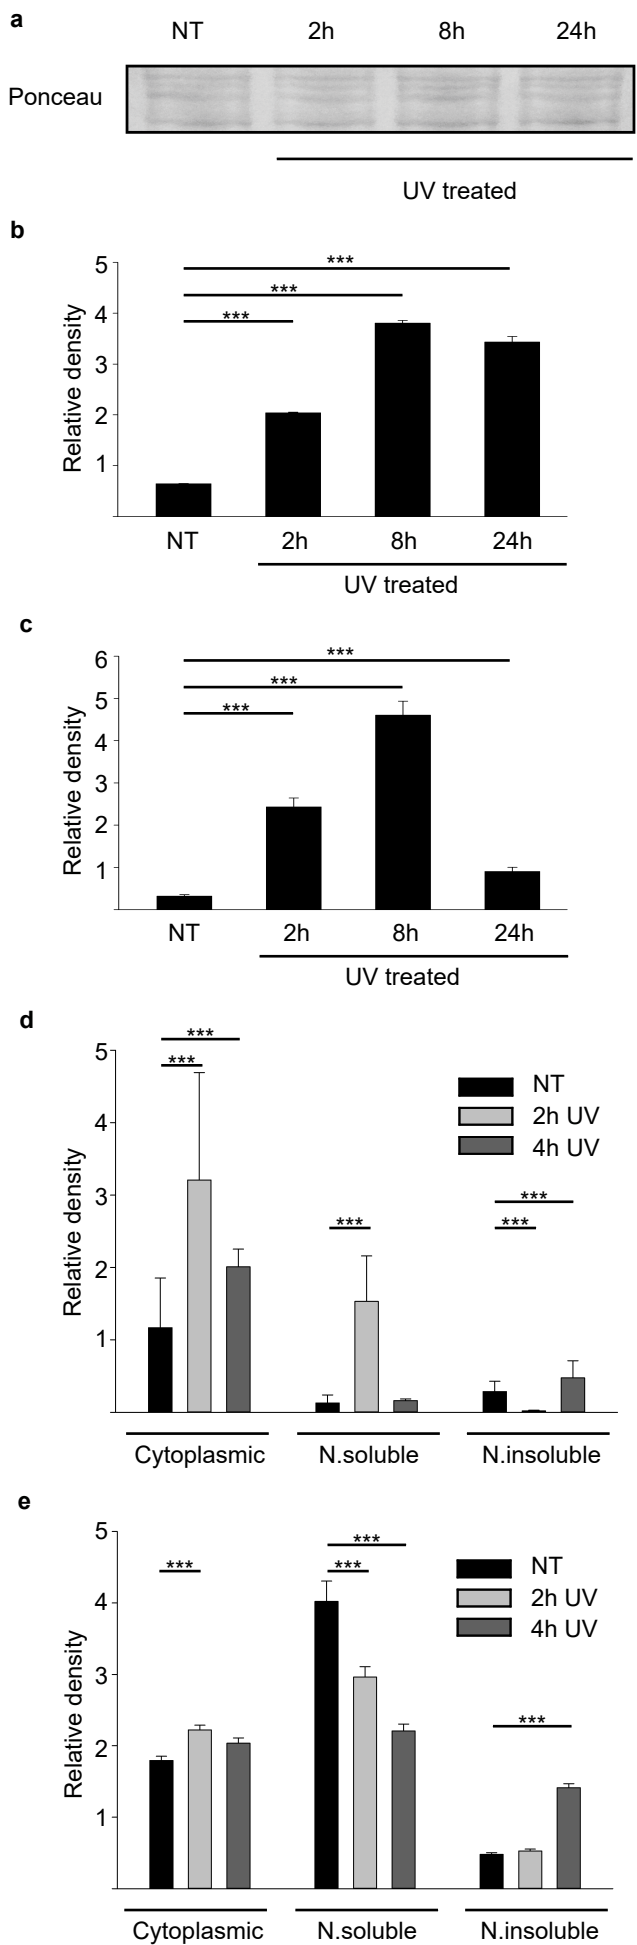 a
NT 2h 8h 24h
Ponceau
UV treated
b
***
***
***
5
4
3
2
1
Relative density
NT 2h 8h 24h
UV treated
c
***
***
***
6
5
4
3
2
1
Relative density
NT 2h 8h 24h
UV treated
d
***
***
***
***
***
5
4
3
2
1
Relative density
NT
2h UV
4h UV
Cytoplasmic N.soluble N.insoluble
e
***
***
***
***
5
4
3
2
1
Relative density
NT
2h UV
4h UV
Cytoplasmic N.soluble N.insoluble